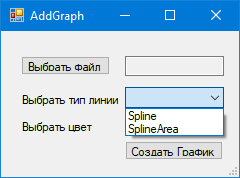 AddGraph
Выбрать файл
Выбрать тип линии
Spline
SplineArea
Выбрать цвет
Создать График